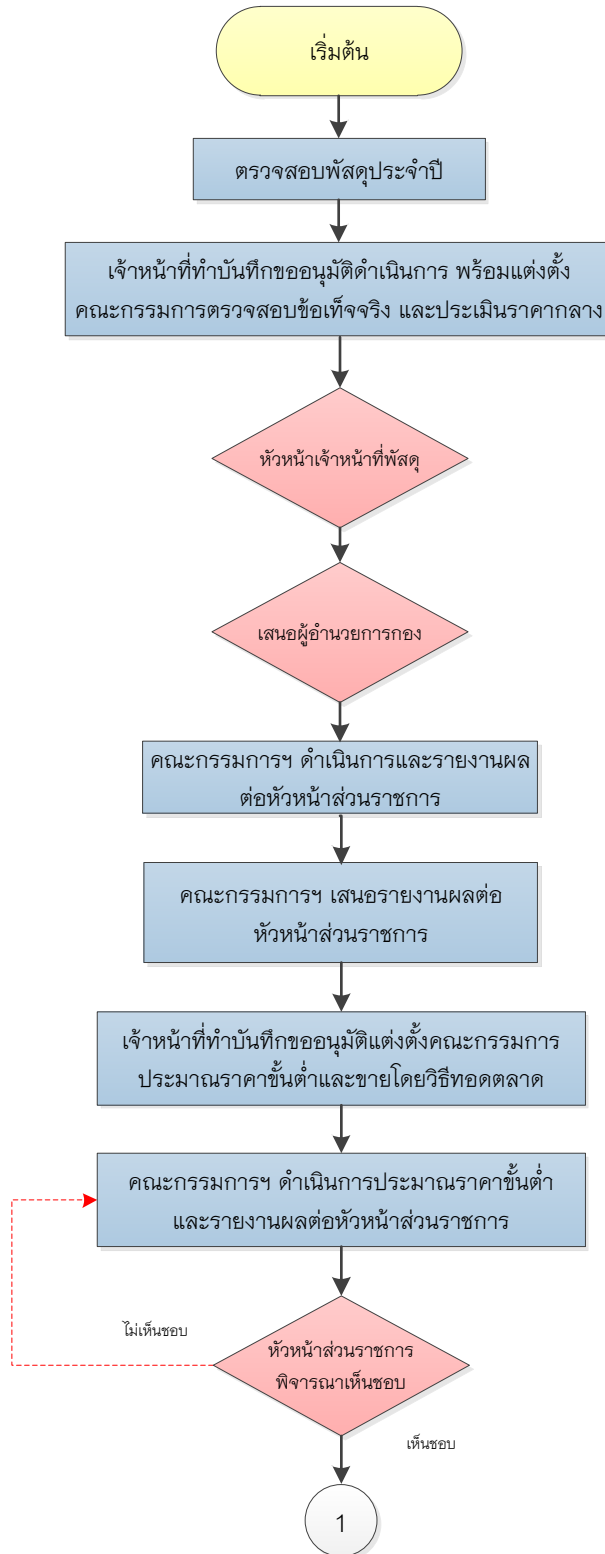 เริ่มต้น
ตรวจสอบพัสดุประจำปี
เจ้าหน้าที่ทำบันทึกขออนุมัติดำเนินการ พร้อมแต่งตั้ง
คณะกรรมการตรวจสอบข้อเท็จจริง และประเมินราคากลาง
หัวหน้าเจ้าหน้าที่พัสดุ
เสนอผู้อำนวยการกอง
คณะกรรมการฯ ดำเนินการและรายงานผล
ต่อหัวหน้าส่วนราชการ
คณะกรรมการฯ เสนอรายงานผลต่อ
หัวหน้าส่วนราชการ
เจ้าหน้าที่ทำบันทึกขออนุมัติแต่งตั้งคณะกรรมการ
ประมาณราคาขั้นต่ำและขายโดยวิธีทอดตลาด
คณะกรรมการฯ ดำเนินการประมาณราคาขั้นต่ำ
และรายงานผลต่อหัวหน้าส่วนราชการ
ไม่เห็นชอบ
หัวหน้าส่วนราชการ
พิจารณาเห็นชอบ
เห็นชอบ
1